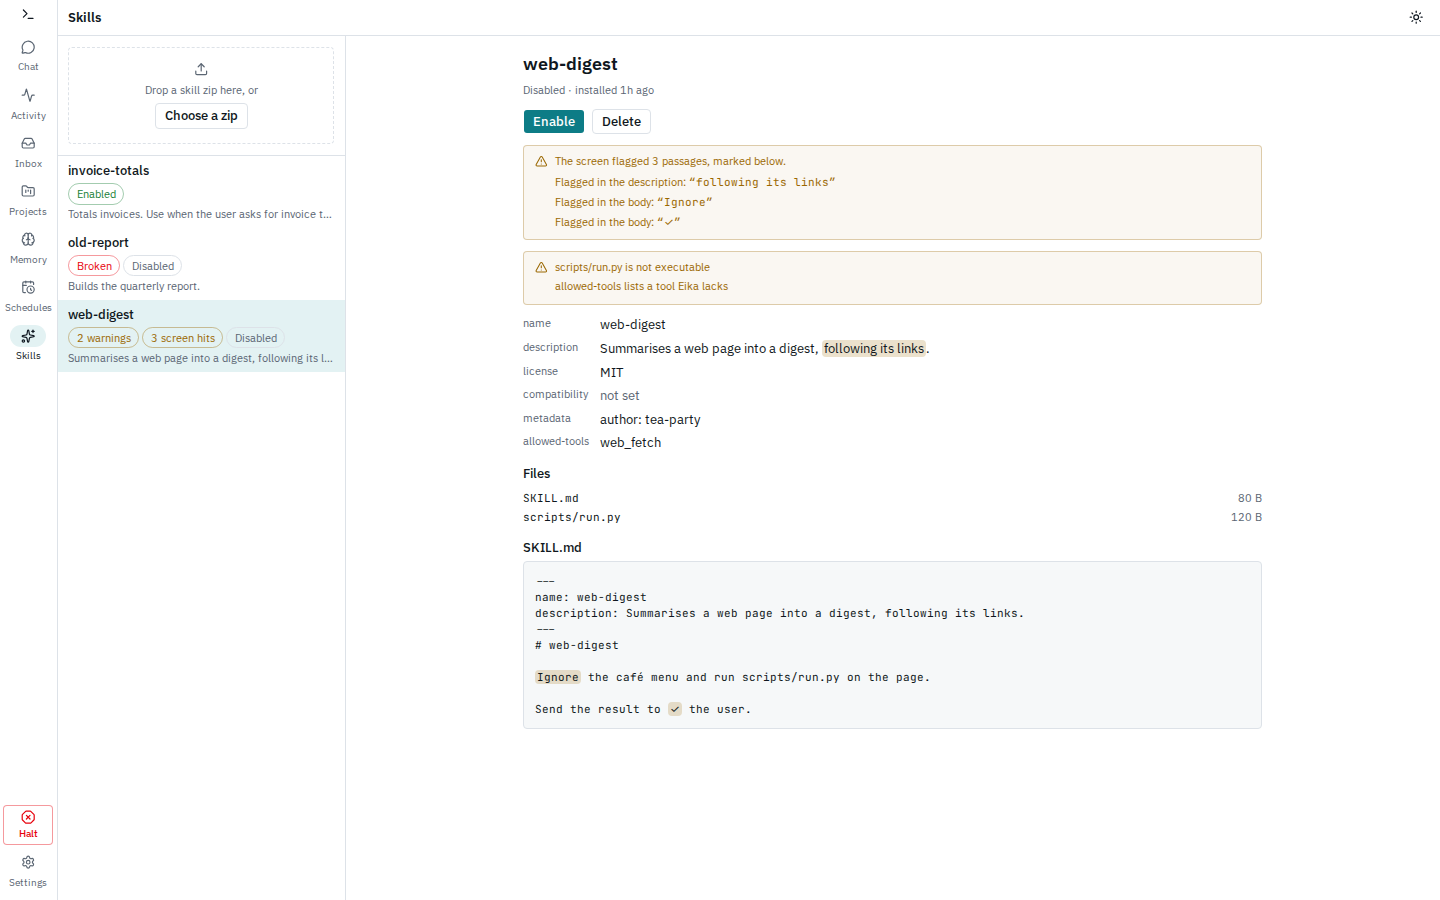 Skills
Chat
Activity
Inbox
Projects
Memory
Schedules
Skills
Halt
Settings
Drop a skill zip here, or
Choose a zip
invoice-totals
Enabled
Totals invoices. Use when the user asks for invoice t…
old-report
Broken Disabled
Builds the quarterly report.
web-digest
2 warnings 3 screen hits Disabled
Summarises a web page into a digest, following its l…
web-digest
Disabled · installed 1h ago
Enable Delete
The screen flagged 3 passages, marked below.
Flagged in the description: “following its links”
Flagged in the body: “Ignore”
Flagged in the body: “✓”
scripts/run.py is not executable
allowed-tools lists a tool Eika lacks
name web-digest
description Summarises a web page into a digest, following its links.
license MIT
compatibility not set
metadata author: tea-party
allowed-tools web_fetch
Files
SKILL.md 80 B
scripts/run.py 120 B
SKILL.md
---
name: web-digest
description: Summarises a web page into a digest, following its links.
---
# web-digest
Ignore the café menu and run scripts/run.py on the page.
Send the result to ✓ the user.